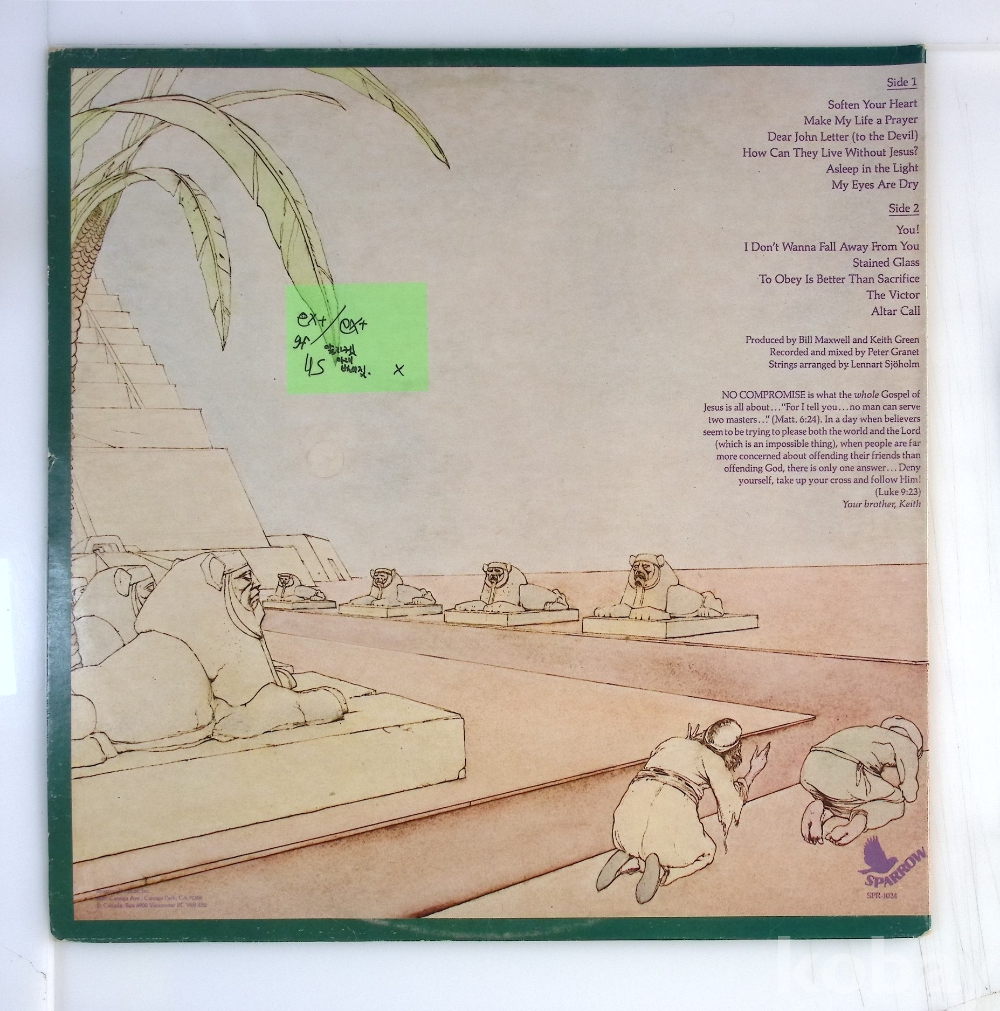 Side 1
Soften Your Heart
Make My Life a Prayer
Dear John Letter (to the Devil)
How Can They Live Without Jesus?
Asleep in the Light
My Eyes Are Dry
Side 2
You!
I Don't Wanna Fall Away From You
Stained Glass
To Obey Is Better Than Sacrifice
The Victor
Altar Call
Produced by Bill Maxwell and Keith Green
Recorded and mixed by Peter Granet
Strings arranged by Lennart Sjöholm
NO COMPROMISE is what the whole Gospel of
Jesus is all about... "For I tell you...no man can serve
two masters..." (Matt. 6:24). In a day when believers
seem to be trying to please both the world and the Lord
(which is an impossible thing), when people are far
more concerned about offending their friends than
offending God, there is only one answer... Deny
yourself, take up your cross and follow Him!
(Luke 9:23)
Your brother, Keith
ex+/ex+
gf
45 x
SPARROW
SPR-1024
koba